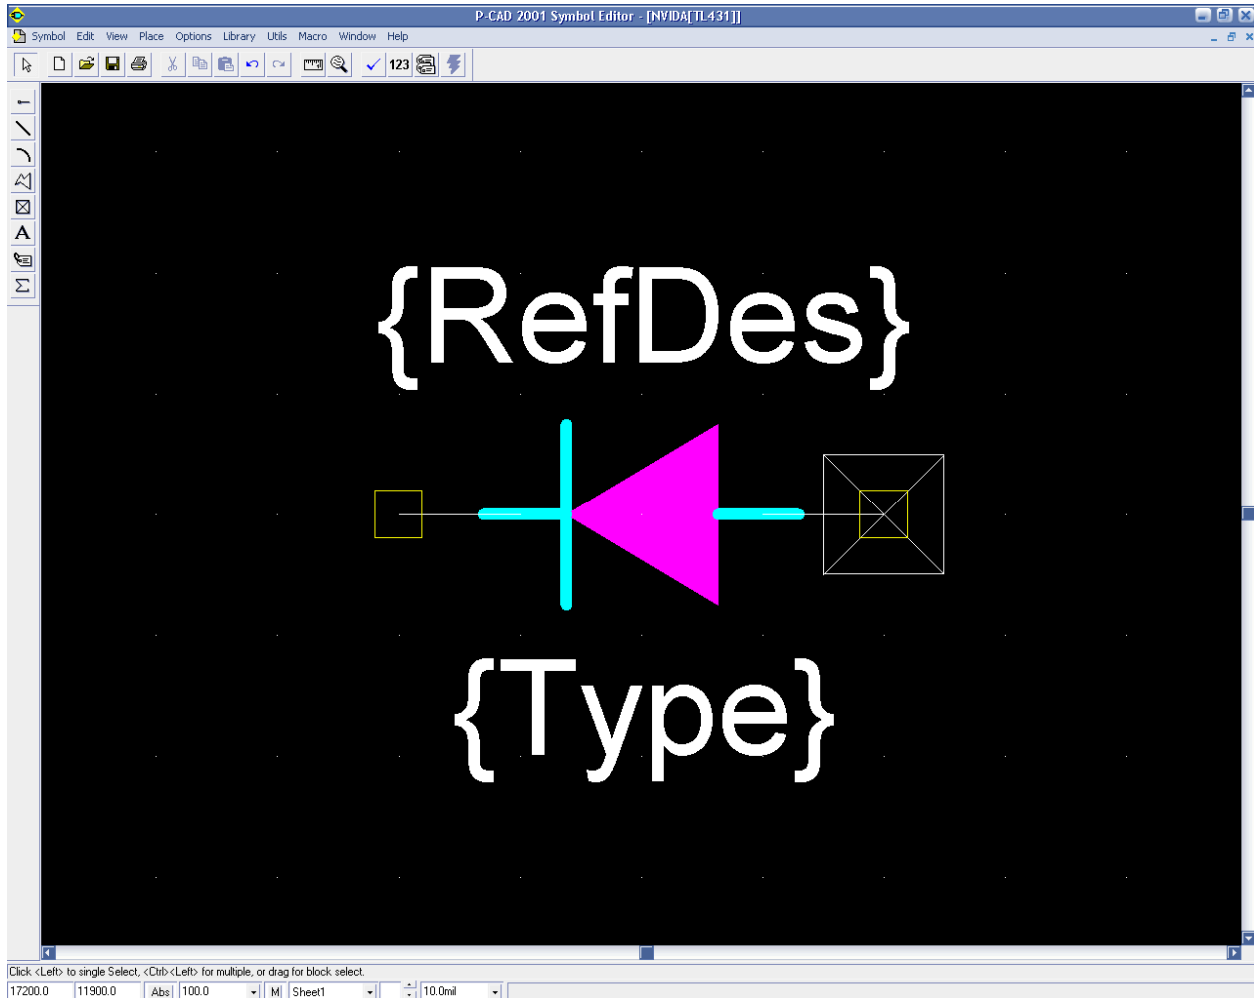 P-CAD 2001 Symbol Editor - [NVIDA[TL431]]
Symbol Edit View Place Options Library Utils Macro Window Help
123
A
{RefDes}
{Type}
Click <Left> to single Select, <Ctrl><Left> for multiple, or drag for block select.
17200.0 11900.0 Abs 100.0 M Sheet1 10.0mil